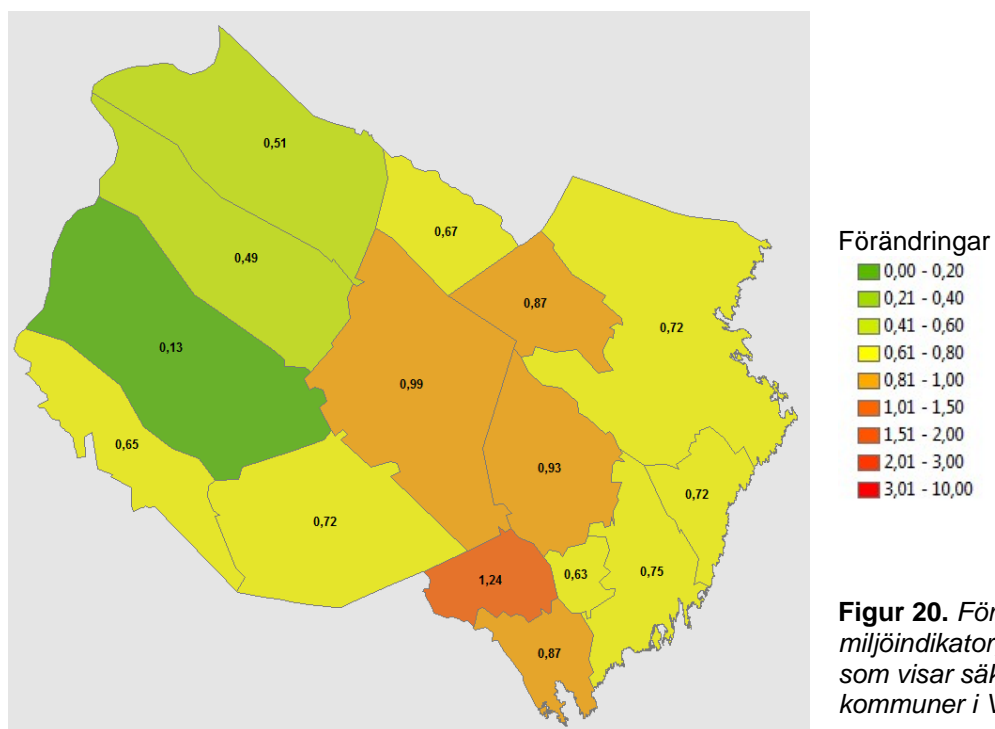 0,51
0,67
0,49
0,87
0,72
0,13
0,99
0,65
0,93
0,72
0,72
0,63
0,75
1,24
0,87
Förändringar
0,00 - 0,20
0,21 - 0,40
0,41 - 0,60
0,61 - 0,80
0,81 - 1,00
1,01 - 1,50
1,51 - 2,00
2,01 - 3,00
3,01 - 10,00
Figur 20. För
miljöindikator
som visar säk
kommuner i V